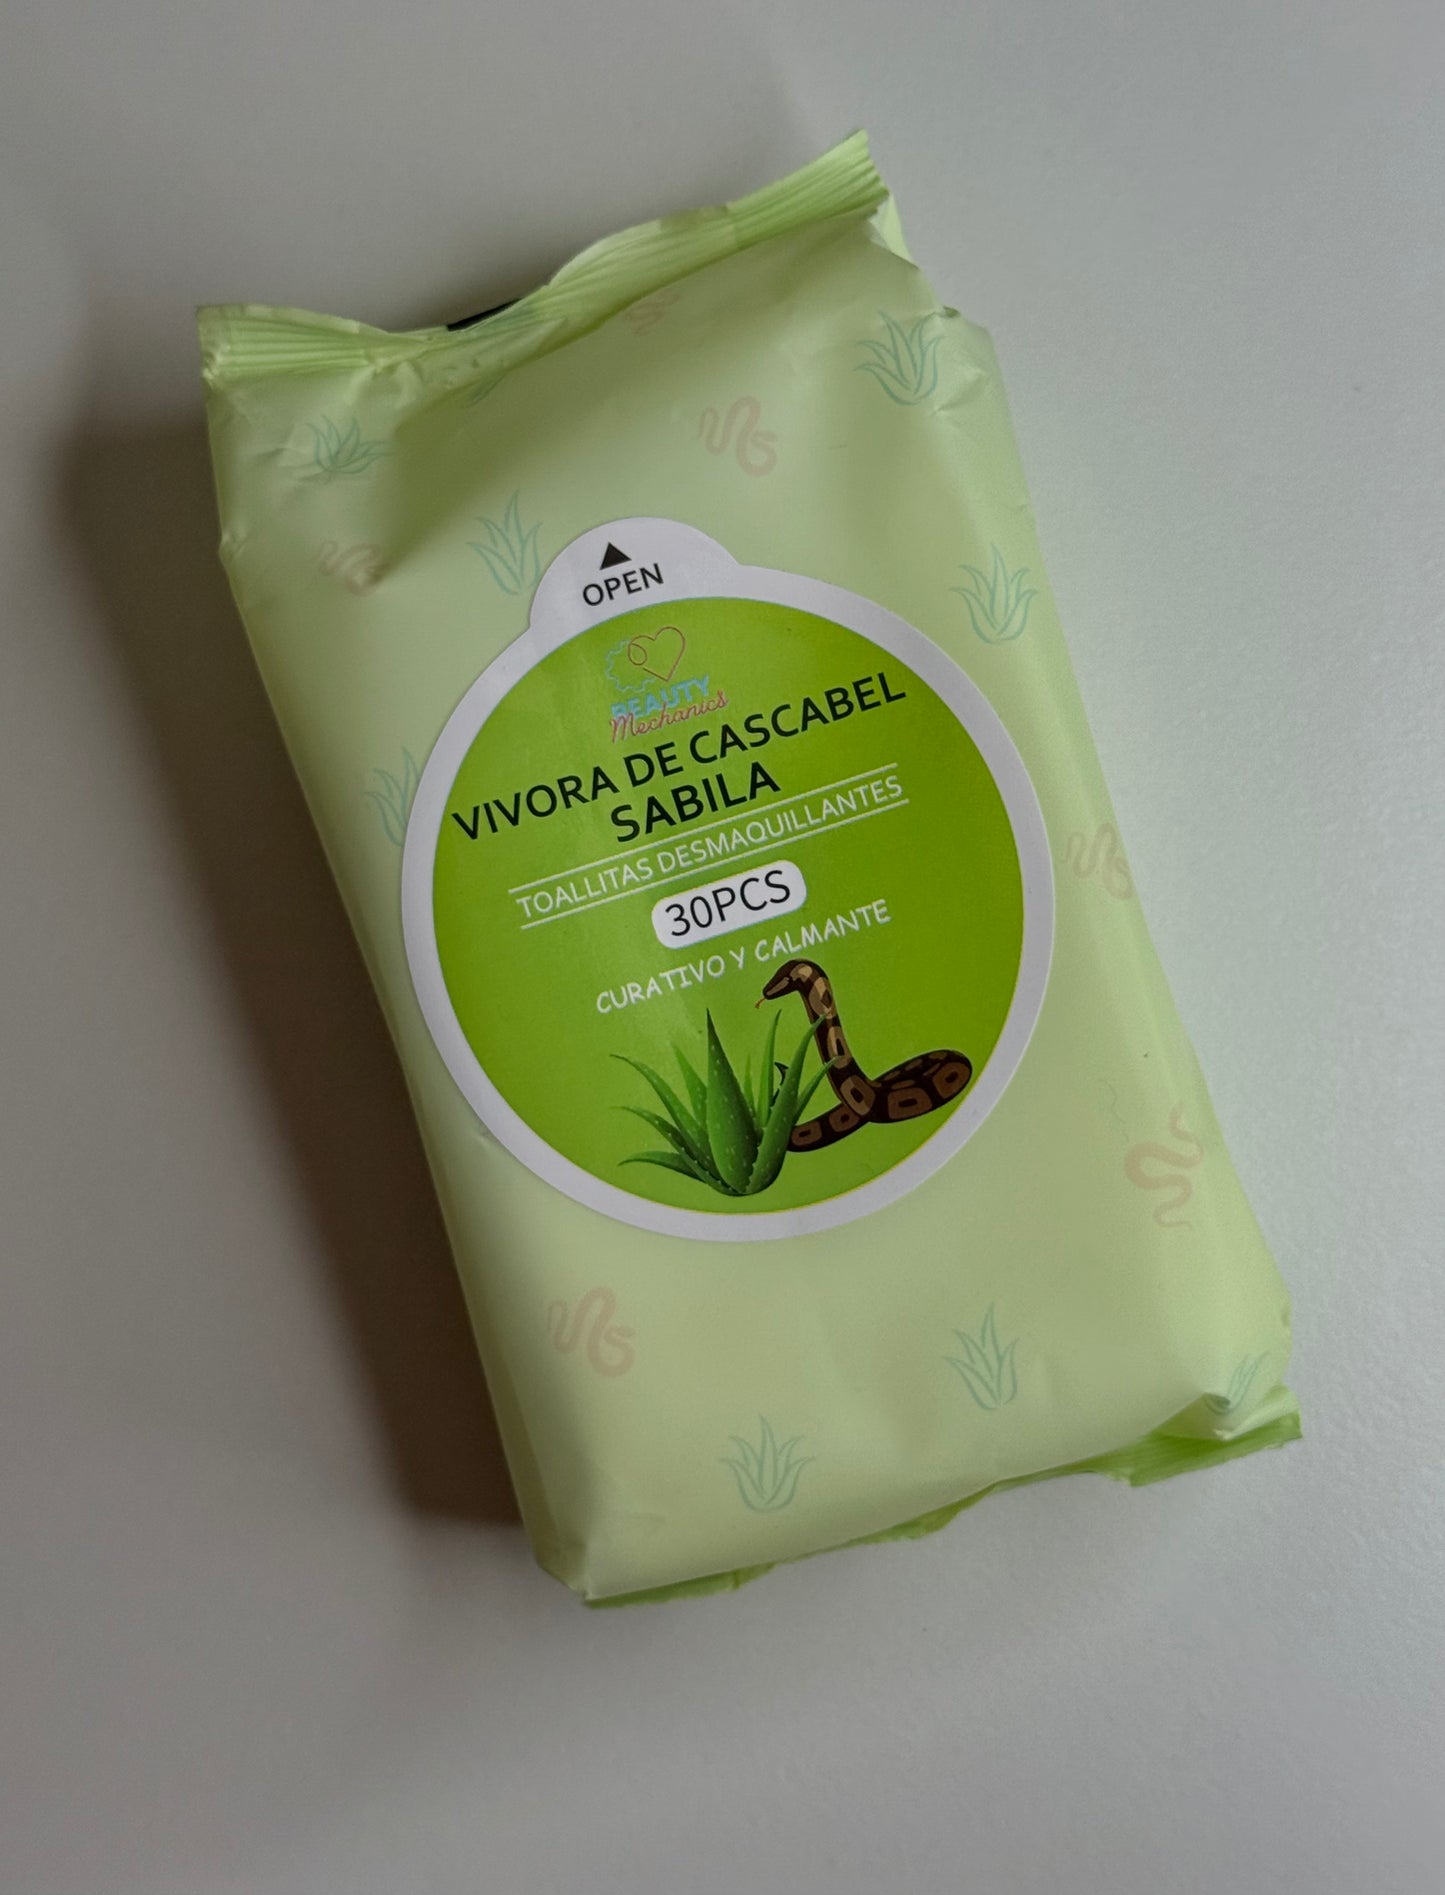 OPEN
BEAUTY
Mechanics
VIVORA DE CASCABEL
SABILA
TOALLITAS DESMAQUILLANTES
30PCS
CURATIVO Y CALMANTE